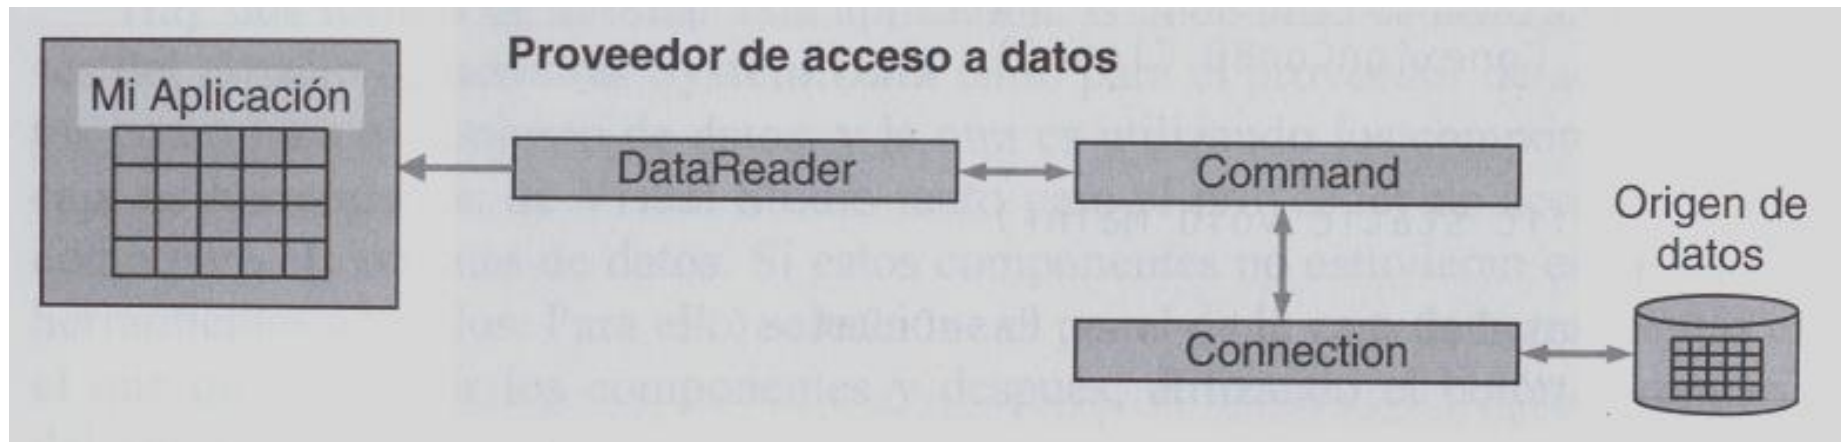 Proveedor de acceso a datos
Mi Aplicación
DataReader
Command
Origen de
datos
Connection